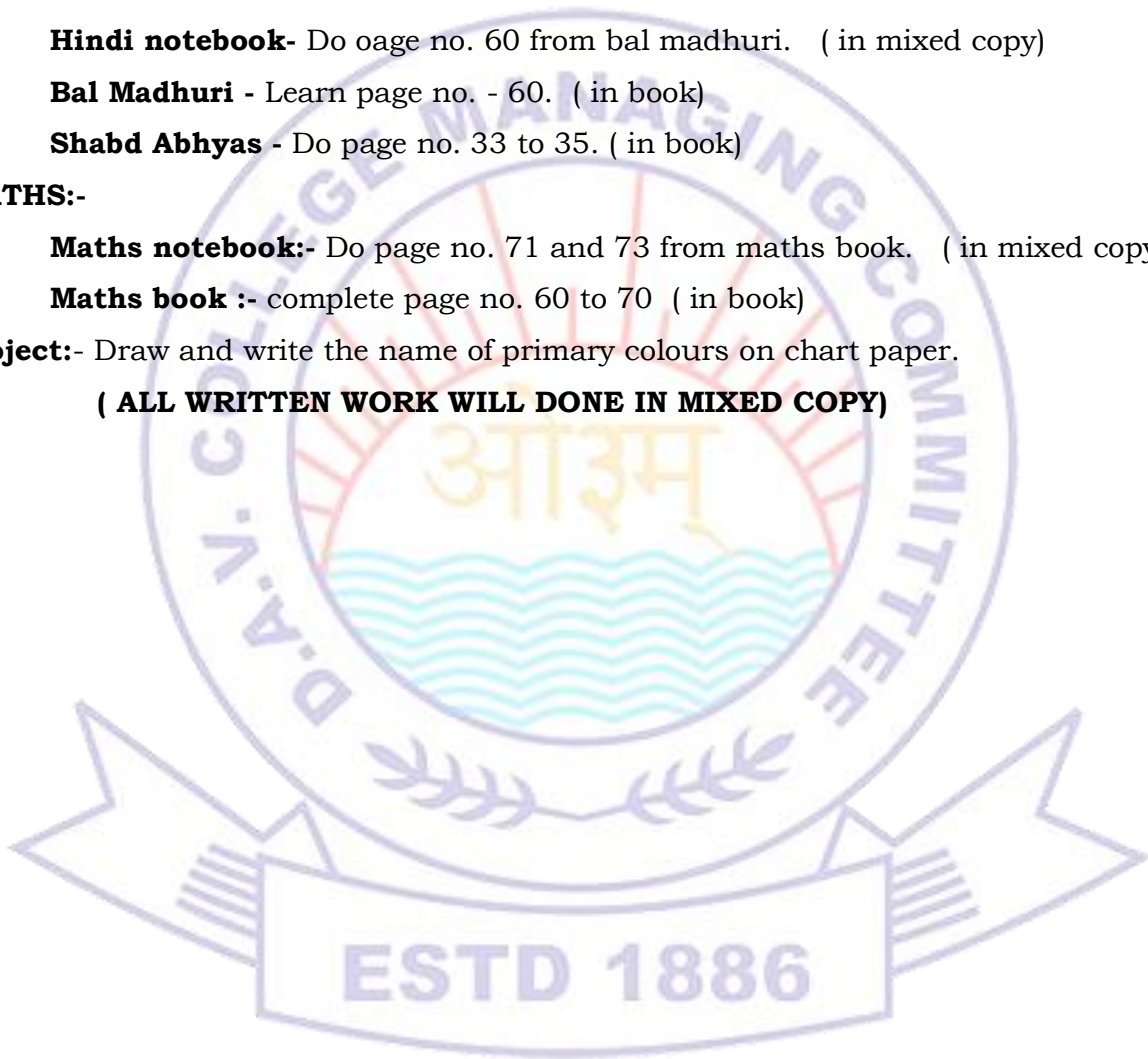 Hindi notebook- Do oage no. 60 from bal madhuri. ( in mixed copy)
Bal Madhuri - Learn page no. - 60. ( in book)
Shabd Abhyas - Do page no. 33 to 35. ( in book)
ATHS:-
Maths notebook:- Do page no. 71 and 73 from maths book. ( in mixed copy
Maths book :- complete page no. 60 to 70 ( in book)
oject:- Draw and write the name of primary colours on chart paper.
( ALL WRITTEN WORK WILL DONE IN MIXED COPY)
D.A.V. COLLEGE MANAGING COMMITTEE
ओ३म्
ESTD 1886